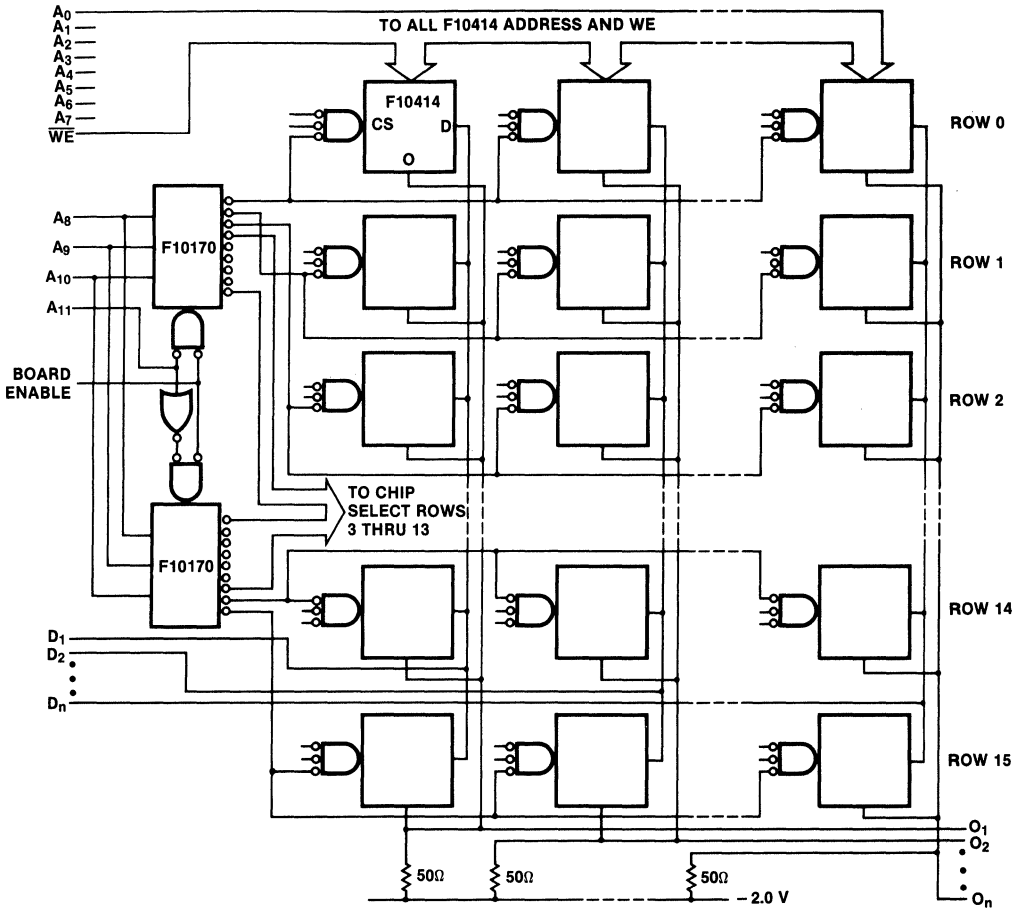 A0
A1
A2
A3
A4
A5
A6
A7
WE
TO ALL F10414 ADDRESS AND WE
F10414
CS
D
O
ROW 0
A8
A9
A10
A11
F10170
ROW 1
BOARD
ENABLE
ROW 2
TO CHIP
SELECT ROWS
3 THRU 13
F10170
ROW 14
D1
D2
Dn
ROW 15
O1
O2
On
50Ω
50Ω
50Ω
−2.0 V